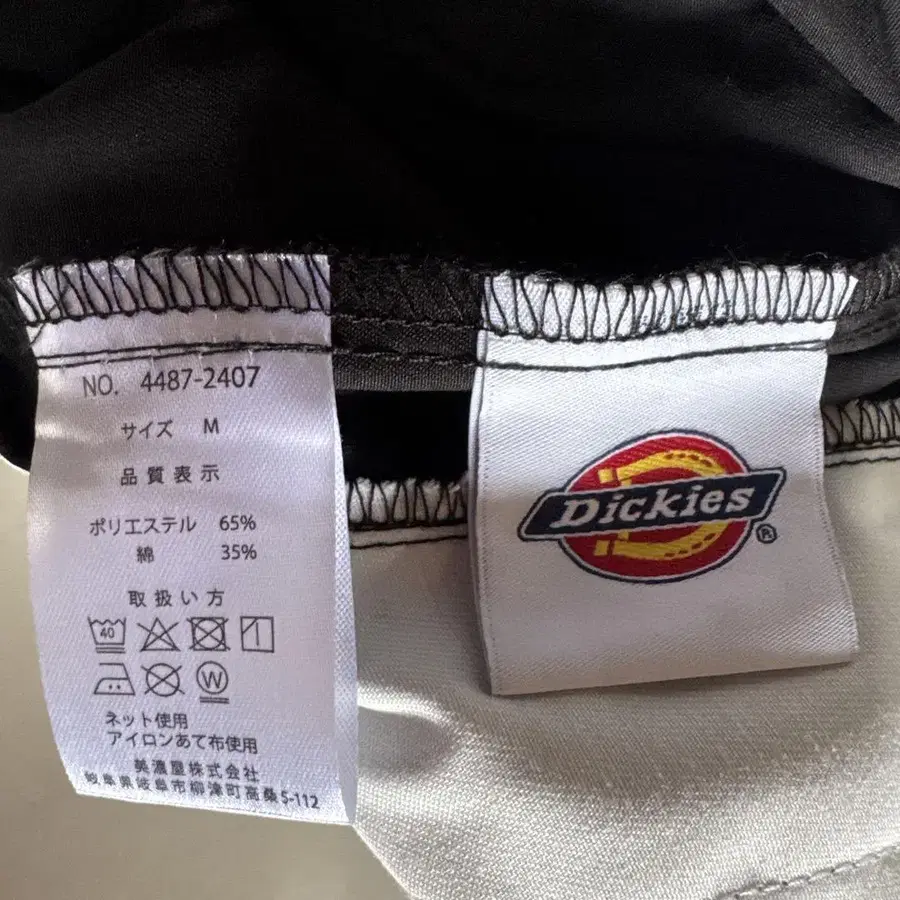 NO. 4487-2407
サイズ M
品質表示
ポリエステル 65%
綿 35%
取扱い方
40
W
ネット使用
アイロンあて布使用
美濃屋株式会社
岐阜県岐阜市柳津町高桑5-112
Dickies
®